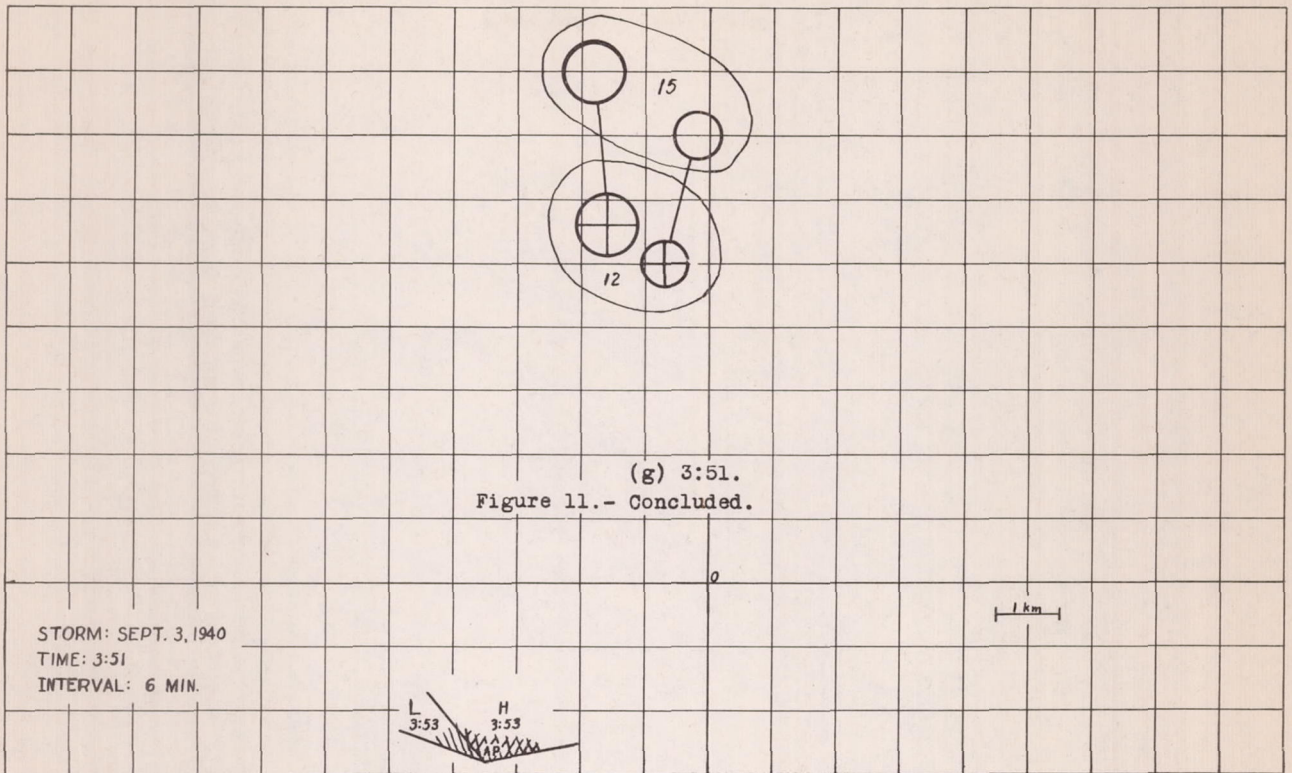 15
12
(g) 3:51.
Figure 11.- Concluded.
0
1 km
STORM: SEPT. 3, 1940
TIME: 3:51
INTERVAL: 6 MIN.
L H
3:53 3:53
AP.